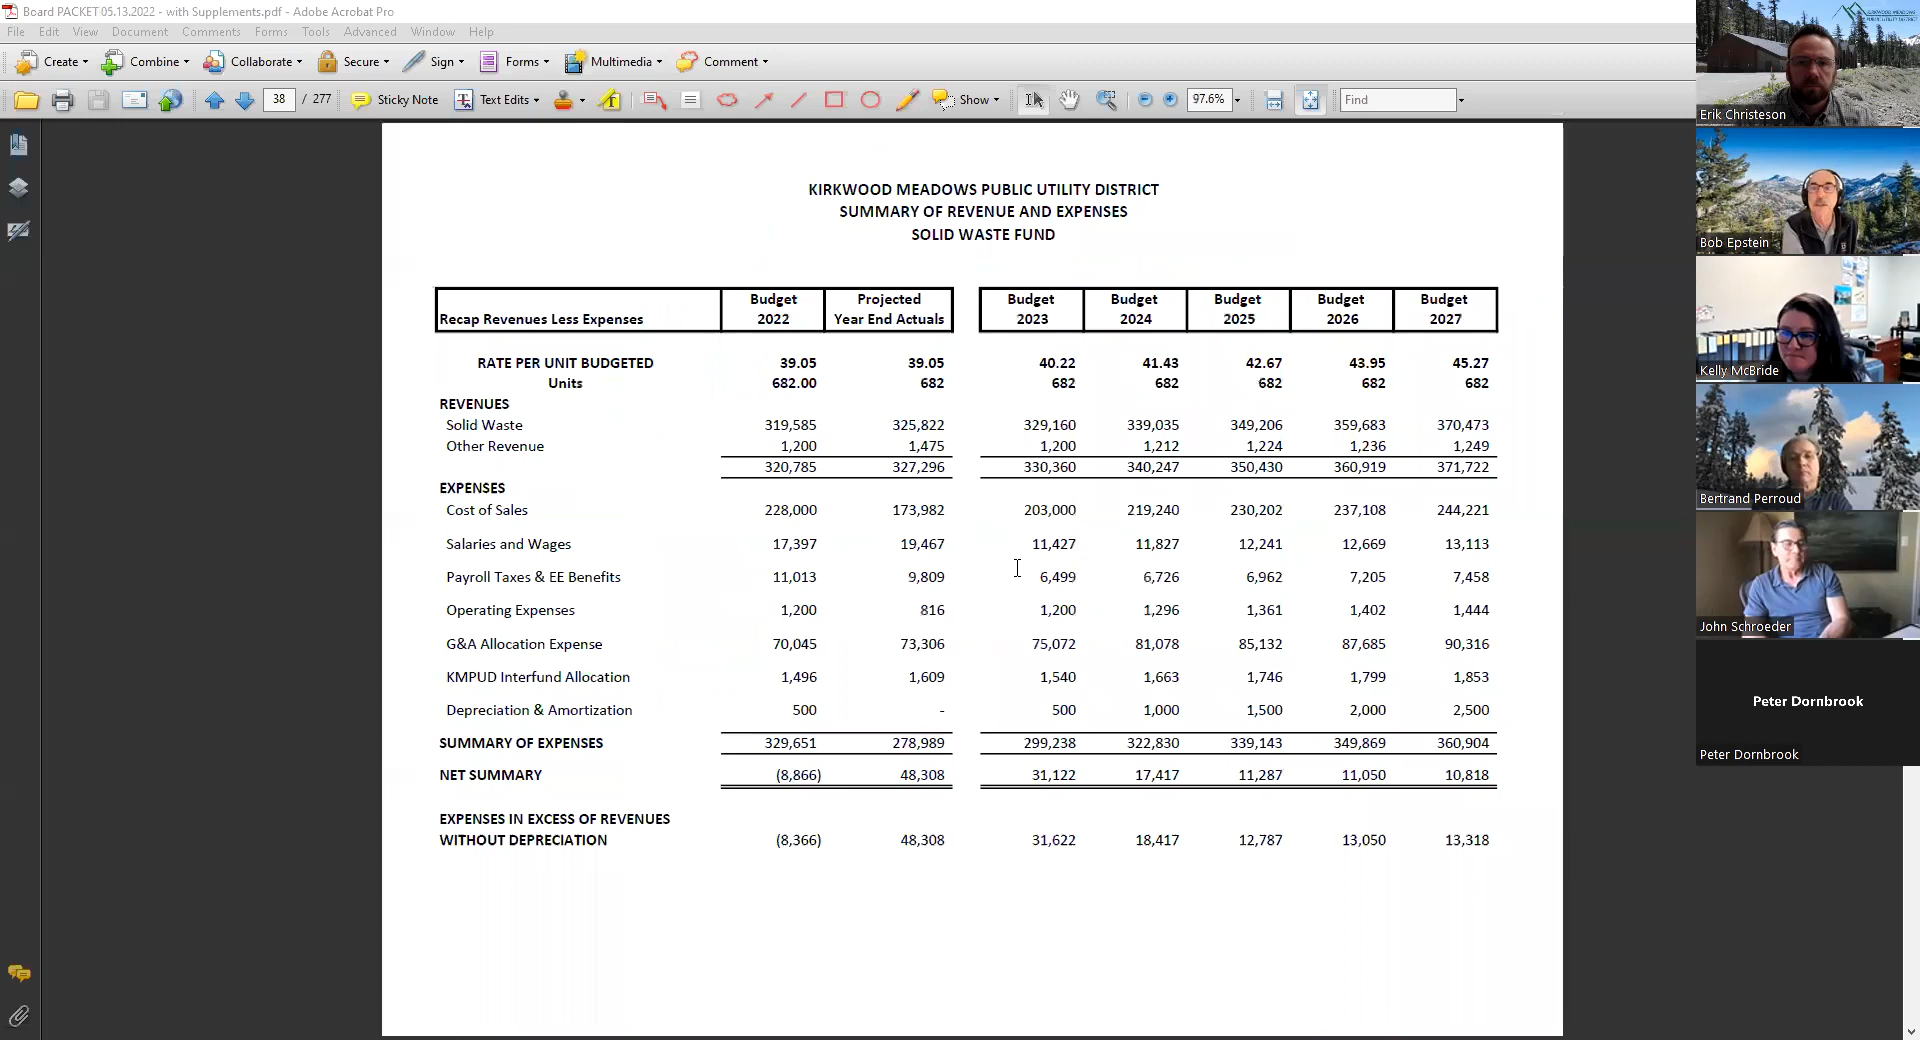 Board PACKET 05.13.2022 - with Supplements.pdf - Adobe Acrobat Pro
File Edit View Document Comments Forms Tools Advanced Window Help
Create Combine Collaborate Secure Sign Forms Multimedia Comment
38 / 277 Sticky Note Text Edits Show 97.6% Find
KIRKWOOD MEADOWS PUBLIC UTILITY DISTRICT
SUMMARY OF REVENUE AND EXPENSES
SOLID WASTE FUND
Budget Projected Budget Budget Budget Budget Budget
Recap Revenues Less Expenses 2022 Year End Actuals 2023 2024 2025 2026 2027
RATE PER UNIT BUDGETED 39.05 39.05 40.22 41.43 42.67 43.95 45.27
Units 682.00 682 682 682 682 682 682
REVENUES
Solid Waste 319,585 325,822 329,160 339,035 349,206 359,683 370,473
Other Revenue 1,200 1,475 1,200 1,212 1,224 1,236 1,249
320,785 327,296 330,360 340,247 350,430 360,919 371,722
EXPENSES
Cost of Sales 228,000 173,982 203,000 219,240 230,202 237,108 244,221
Salaries and Wages 17,397 19,467 11,427 11,827 12,241 12,669 13,113
Payroll Taxes & EE Benefits 11,013 9,809 6,499 6,726 6,962 7,205 7,458
Operating Expenses 1,200 816 1,200 1,296 1,361 1,402 1,444
G&A Allocation Expense 70,045 73,306 75,072 81,078 85,132 87,685 90,316
KMPUD Interfund Allocation 1,496 1,609 1,540 1,663 1,746 1,799 1,853
Depreciation & Amortization 500 - 500 1,000 1,500 2,000 2,500
SUMMARY OF EXPENSES 329,651 278,989 299,238 322,830 339,143 349,869 360,904
NET SUMMARY (8,866) 48,308 31,122 17,417 11,287 11,050 10,818
EXPENSES IN EXCESS OF REVENUES
WITHOUT DEPRECIATION (8,366) 48,308 31,622 18,417 12,787 13,050 13,318
KIRKWOOD MEADOWS
PUBLIC UTILITY DISTRICT
Erik Christeson
Bob Epstein
Kelly McBride
Bertrand Perroud
John Schroeder
Peter Dornbrook
Peter Dornbrook